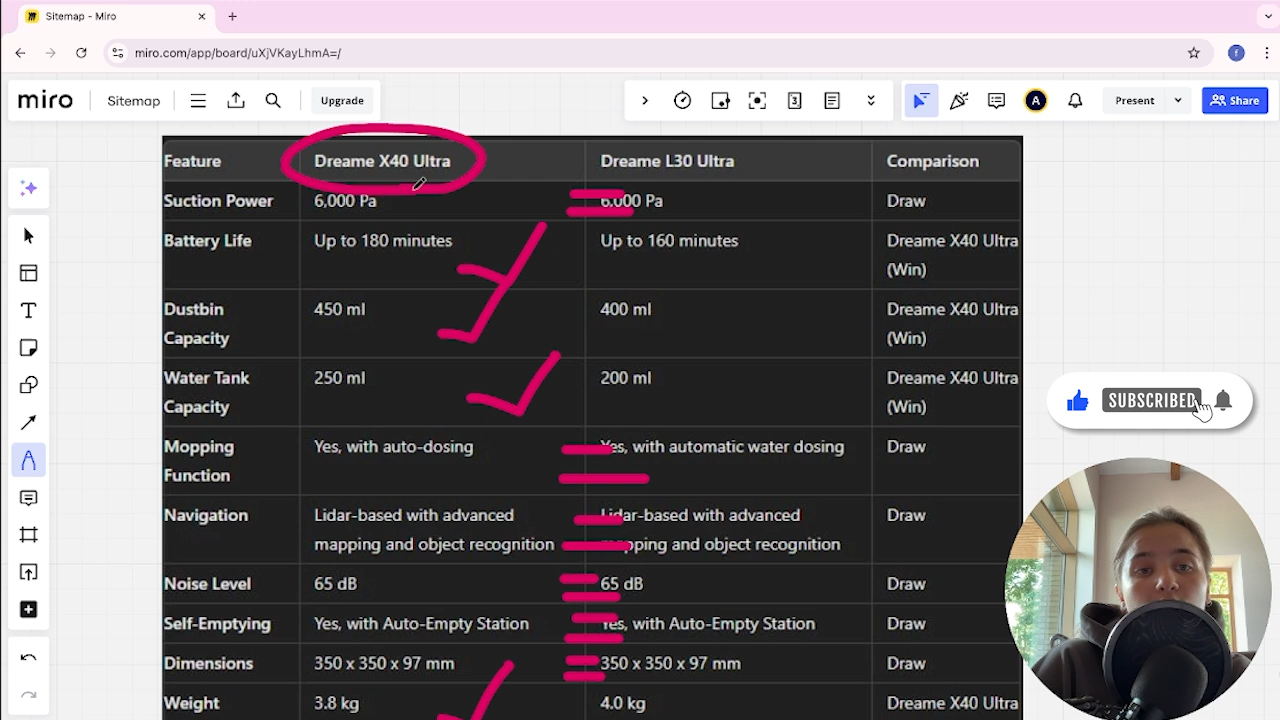 Sitemap - Miro
miro.com/app/board/uXjVKayLhmA=/
f
miro
Sitemap
Upgrade
3
A
Present
Share
Feature Dreame X40 Ultra Dreame L30 Ultra Comparison
Suction Power 6,000 Pa 6,000 Pa Draw
Battery Life Up to 180 minutes Up to 160 minutes Dreame X40 Ultra
(Win)
Dustbin 450 ml 400 ml Dreame X40 Ultra
Capacity (Win)
Water Tank 250 ml 200 ml Dreame X40 Ultra
Capacity (Win)
Mopping Yes, with auto-dosing Yes, with automatic water dosing Draw
Function
Navigation Lidar-based with advanced Lidar-based with advanced Draw
mapping and object recognition mapping and object recognition
Noise Level 65 dB 65 dB Draw
Self-Emptying Yes, with Auto-Empty Station Yes, with Auto-Empty Station Draw
Dimensions 350 x 350 x 97 mm 350 x 350 x 97 mm Draw
Weight 3.8 kg 4.0 kg Dreame X40 Ultra
SUBSCRIBED